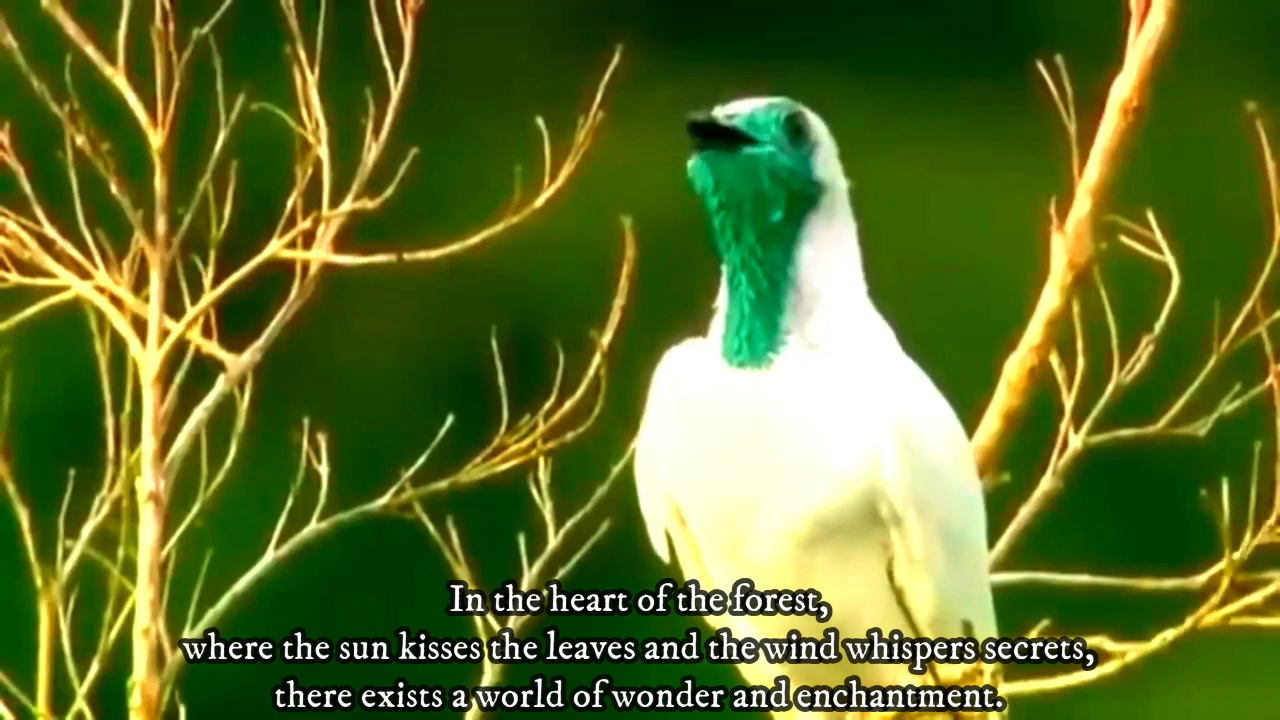 In the heart of the forest,
where the sun kisses the leaves and the wind whispers secrets,
there exists a world of wonder and enchantment.